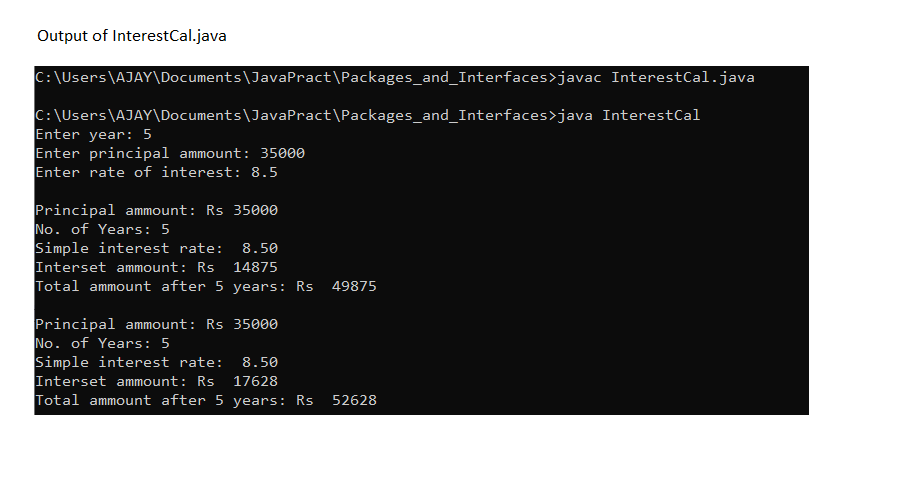 Output of InterestCal.java
C:\Users\AJAY\Documents\JavaPract\Packages_and_Interfaces>javac InterestCal.java
C:\Users\AJAY\Documents\JavaPract\Packages_and_Interfaces>java InterestCal
Enter year: 5
Enter principal ammount: 35000
Enter rate of interest: 8.5
Principal ammount: Rs 35000
No. of Years: 5
Simple interest rate:  8.50
Interset ammount: Rs  14875
Total ammount after 5 years: Rs  49875
Principal ammount: Rs 35000
No. of Years: 5
Simple interest rate:  8.50
Interset ammount: Rs  17628
Total ammount after 5 years: Rs  52628